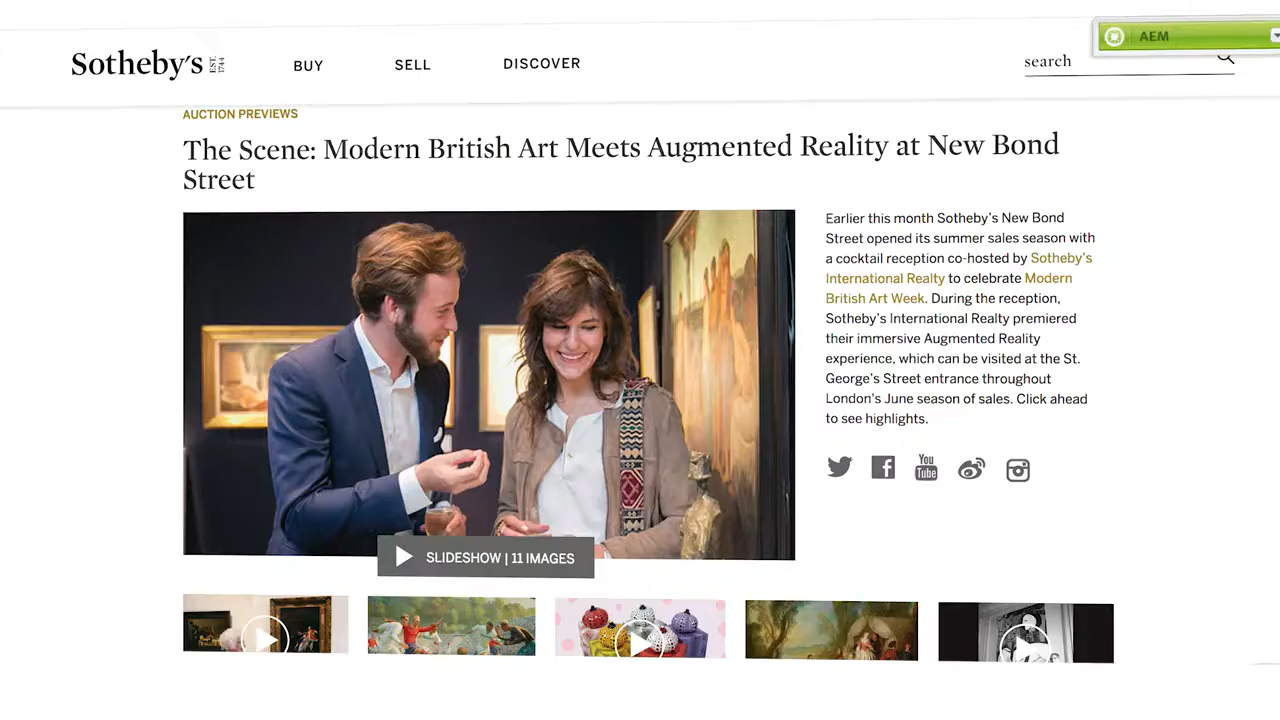 AEM
Sotheby's EST. 1744
BUY
SELL
DISCOVER
search
AUCTION PREVIEWS
The Scene: Modern British Art Meets Augmented Reality at New Bond
Street
Earlier this month Sotheby's New Bond
Street opened its summer sales season with
a cocktail reception co-hosted by Sotheby's
International Realty to celebrate Modern
British Art Week. During the reception,
Sotheby's International Realty premiered
their immersive Augmented Reality
experience, which can be visited at the St.
George's Street entrance throughout
London's June season of sales. Click ahead
to see highlights.
You
Tube
SLIDESHOW | 11 IMAGES